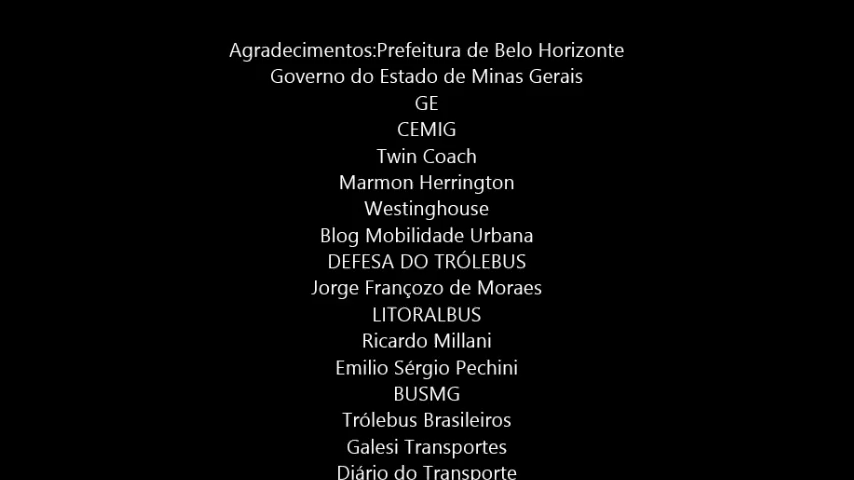 Agradecimentos:Prefeitura de Belo Horizonte
Governo do Estado de Minas Gerais
GE
CEMIG
Twin Coach
Marmon Herrington
Westinghouse
Blog Mobilidade Urbana
DEFESA DO TRÓLEBUS
Jorge Françozo de Moraes
LITORALBUS
Ricardo Millani
Emilio Sérgio Pechini
BUSMG
Trólebus Brasileiros
Galesi Transportes
Diário do Transporte